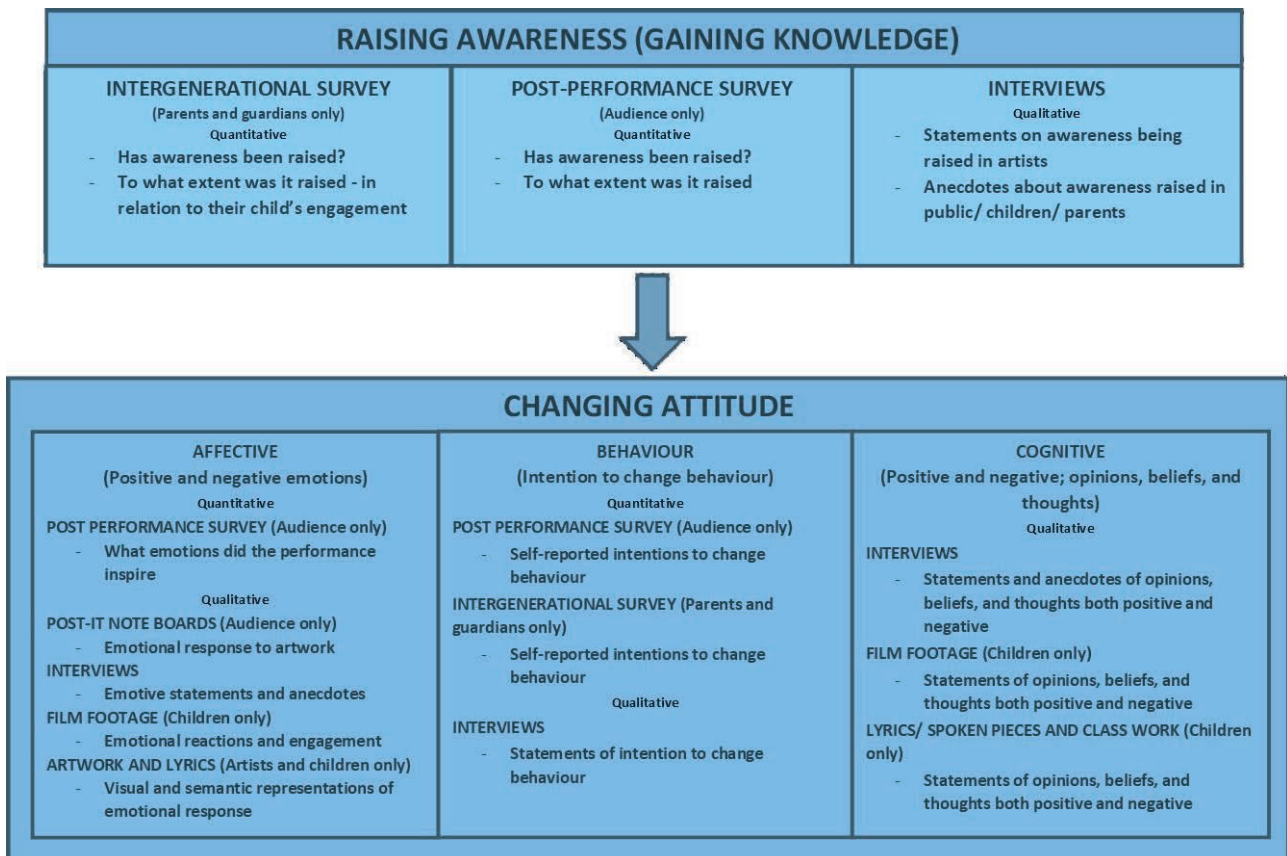 RAISING AWARENESS (GAINING KNOWLEDGE)
INTERGENERATIONAL SURVEY
(Parents and guardians only)
Quantitative
- Has awareness been raised?
- To what extent was it raised - in
relation to their child's engagement
POST-PERFORMANCE SURVEY
(Audience only)
Quantitative
- Has awareness been raised?
- To what extent was it raised
INTERVIEWS
Qualitative
- Statements on awareness being
raised in artists
- Anecdotes about awareness raised in
public/ children/ parents
CHANGING ATTITUDE
AFFECTIVE
(Positive and negative emotions)
Quantitative
POST PERFORMANCE SURVEY (Audience only)
- What emotions did the performance
inspire
Qualitative
POST-IT NOTE BOARDS (Audience only)
- Emotional response to artwork
INTERVIEWS
- Emotive statements and anecdotes
FILM FOOTAGE (Children only)
- Emotional reactions and engagement
ARTWORK AND LYRICS (Artists and children only)
- Visual and semantic representations of
emotional response
BEHAVIOUR
(Intention to change behaviour)
Quantitative
POST PERFORMANCE SURVEY (Audience only)
- Self-reported intentions to change
behaviour
INTERGENERATIONAL SURVEY (Parents and
guardians only)
- Self-reported intentions to change
behaviour
Qualitative
INTERVIEWS
- Statements of intention to change
behaviour
COGNITIVE
(Positive and negative; opinions, beliefs, and
thoughts)
Qualitative
INTERVIEWS
- Statements and anecdotes of opinions,
beliefs, and thoughts both positive and
negative
FILM FOOTAGE (Children only)
- Statements of opinions, beliefs, and
thoughts both positive and negative
LYRICS/ SPOKEN PIECES AND CLASS WORK (Children
only)
- Statements of opinions, beliefs, and
thoughts both positive and negative